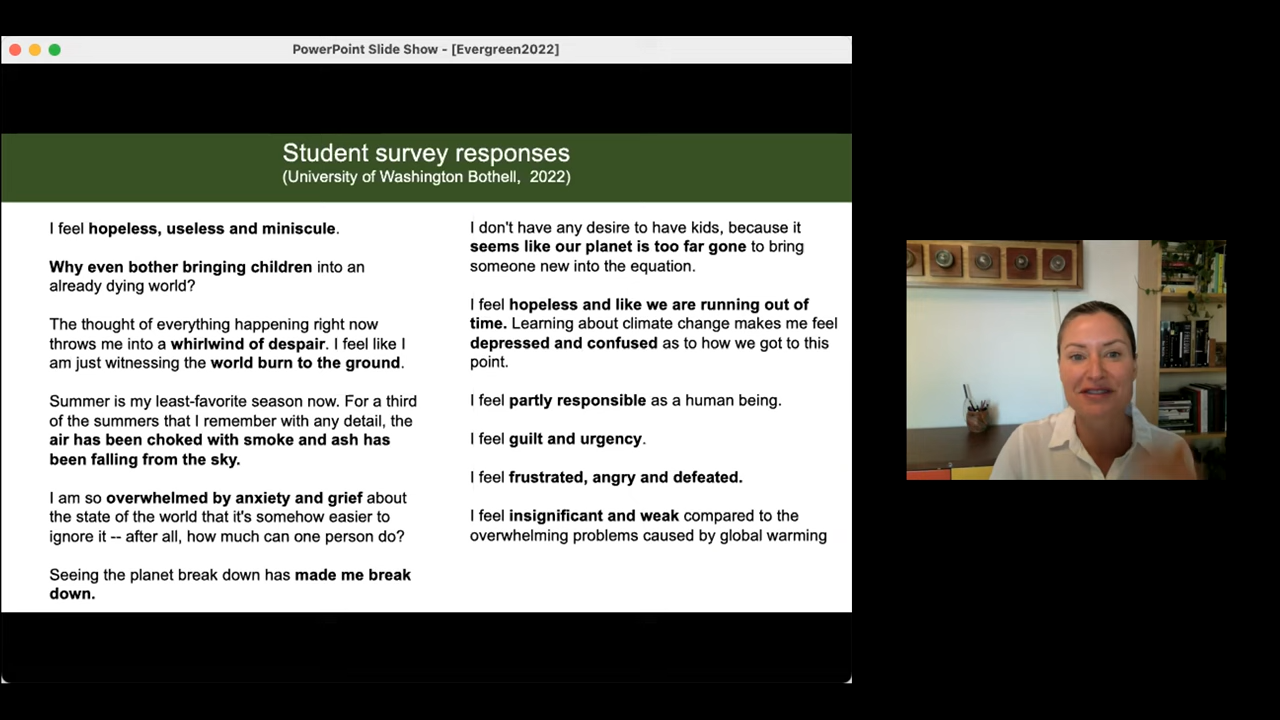 PowerPoint Slide Show - [Evergreen2022]
Student survey responses
(University of Washington Bothell, 2022)
I feel hopeless, useless and miniscule.
Why even bother bringing children into an
already dying world?
The thought of everything happening right now
throws me into a whirlwind of despair. I feel like I
am just witnessing the world burn to the ground.
Summer is my least-favorite season now. For a third
of the summers that I remember with any detail, the
air has been choked with smoke and ash has
been falling from the sky.
I am so overwhelmed by anxiety and grief about
the state of the world that it's somehow easier to
ignore it -- after all, how much can one person do?
Seeing the planet break down has made me break
down.
I don't have any desire to have kids, because it
seems like our planet is too far gone to bring
someone new into the equation.
I feel hopeless and like we are running out of
time. Learning about climate change makes me feel
depressed and confused as to how we got to this
point.
I feel partly responsible as a human being.
I feel guilt and urgency.
I feel frustrated, angry and defeated.
I feel insignificant and weak compared to the
overwhelming problems caused by global warming